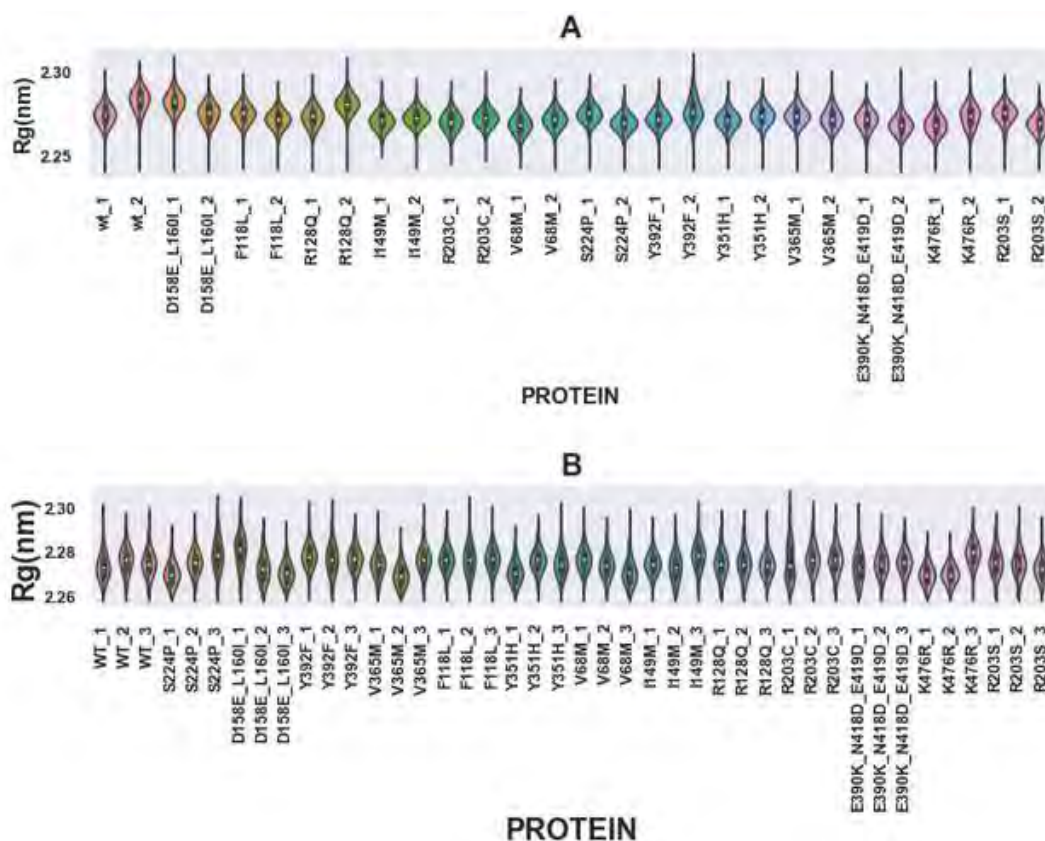 A
Rg(nm)
2.30
2.25
wt_1
wt_2
D158E_L160I_1
D158E_L160I_2
F118L_1
F118L_2
R128Q_1
R128Q_2
I149M_1
I149M_2
R203C_1
R203C_2
V68M_1
V68M_2
S224P_1
S224P_2
Y392F_1
Y392F_2
Y351H_1
Y351H_2
V365M_1
V365M_2
E390K_N418D_E419D_1
E390K_N418D_E419D_2
K476R_1
K476R_2
R203S_1
R203S_2
PROTEIN
B
Rg(nm)
2.30
2.28
2.26
WT_1
WT_2
WT_3
S224P_1
S224P_2
S224P_3
D158E_L160I_1
D158E_L160I_2
D158E_L160I_3
Y392F_1
Y392F_2
Y392F_3
V365M_1
V365M_2
V365M_3
F118L_1
F118L_2
F118L_3
Y351H_1
Y351H_2
Y351H_3
V68M_1
V68M_2
V68M_3
I149M_1
I149M_2
I149M_3
R128Q_1
R128Q_2
R128Q_3
R203C_1
R203C_2
R203C_3
E390K_N418D_E419D_1
E390K_N418D_E419D_2
E390K_N418D_E419D_3
K476R_1
K476R_2
K476R_3
R203S_1
R203S_2
R203S_3
PROTEIN